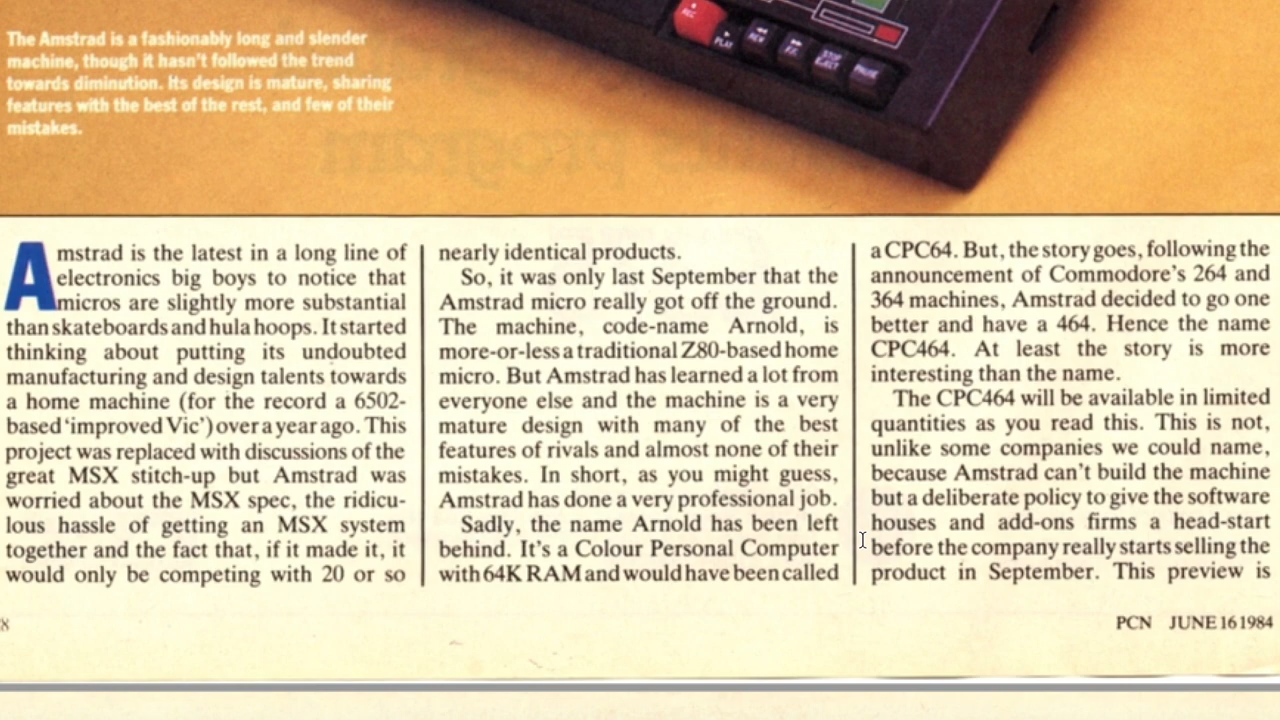 REC
PLAY
REW
F.F.
STOP
EJECT
PAUSE
The Amstrad is a fashionably long and slender
machine, though it hasn't followed the trend
towards diminution. Its design is mature, sharing
features with the best of the rest, and few of their
mistakes.
Amstrad is the latest in a long line of
electronics big boys to notice that
micros are slightly more substantial
than skateboards and hula hoops. It started
thinking about putting its undoubted
manufacturing and design talents towards
a home machine (for the record a 6502-
based 'improved Vic') over a year ago. This
project was replaced with discussions of the
great MSX stitch-up but Amstrad was
worried about the MSX spec, the ridicu-
lous hassle of getting an MSX system
together and the fact that, if it made it, it
would only be competing with 20 or so
nearly identical products.
So, it was only last September that the
Amstrad micro really got off the ground.
The machine, code-name Arnold, is
more-or-less a traditional Z80-based home
micro. But Amstrad has learned a lot from
everyone else and the machine is a very
mature design with many of the best
features of rivals and almost none of their
mistakes. In short, as you might guess,
Amstrad has done a very professional job.
Sadly, the name Arnold has been left
behind. It's a Colour Personal Computer
with 64K RAM and would have been called
a CPC64. But, the story goes, following the
announcement of Commodore's 264 and
364 machines, Amstrad decided to go one
better and have a 464. Hence the name
CPC464. At least the story is more
interesting than the name.
The CPC464 will be available in limited
quantities as you read this. This is not,
unlike some companies we could name,
because Amstrad can't build the machine
but a deliberate policy to give the software
houses and add-ons firms a head-start
before the company really starts selling the
product in September. This preview is
8
PCN JUNE 16 1984